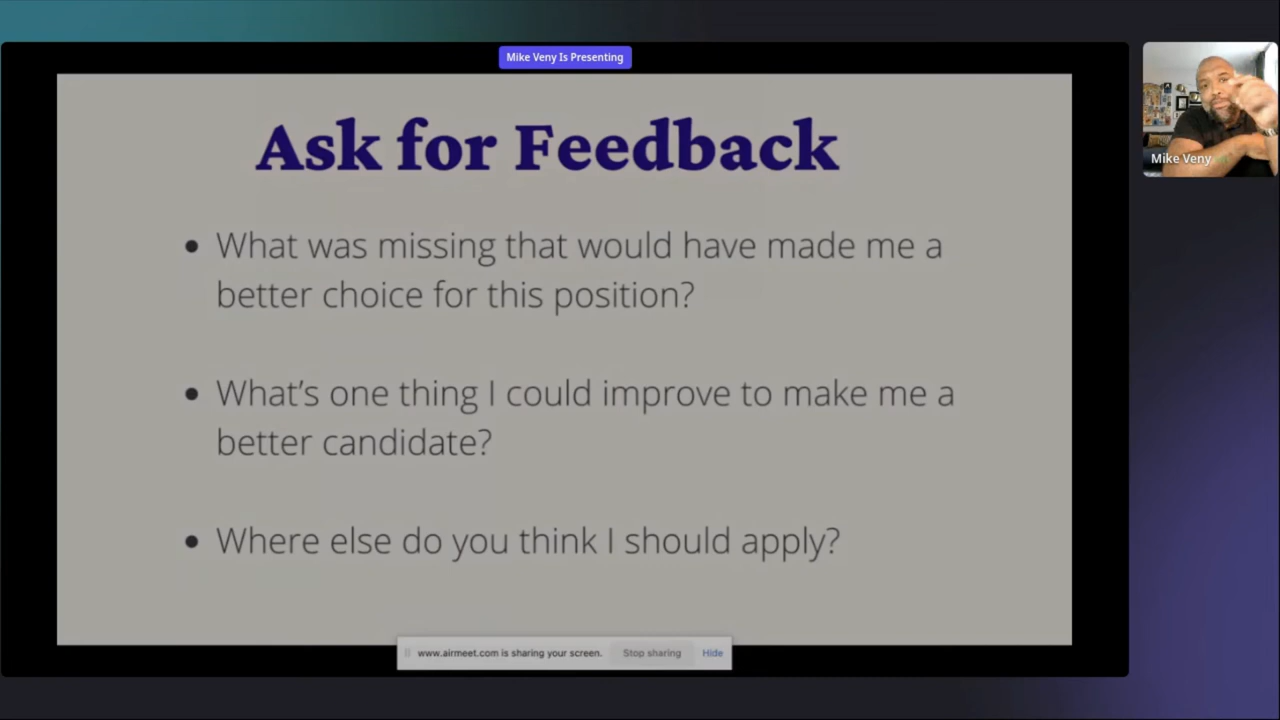 Mike Veny Is Presenting
Ask for Feedback
• What was missing that would have made me a
better choice for this position?
• What's one thing I could improve to make me a
better candidate?
• Where else do you think I should apply?
www.airmeet.com is sharing your screen. Stop sharing Hide
Mike Veny